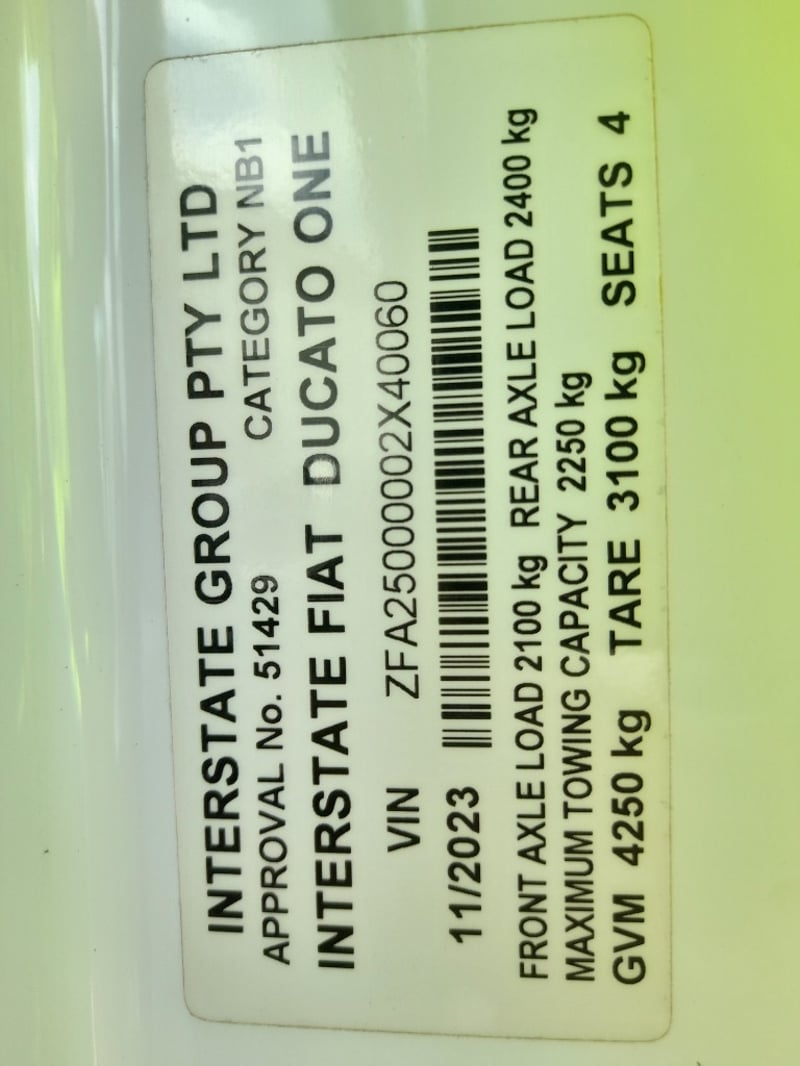 INTERSTATE GROUP PTY LTD
APPROVAL No. 51429 CATEGORY NB1
INTERSTATE FIAT DUCATO ONE
VIN ZFA25000002X40060
11/2023
FRONT AXLE LOAD 2100 kg REAR AXLE LOAD 2400 kg
MAXIMUM TOWING CAPACITY 2250 kg
GVM 4250 kg TARE 3100 kg SEATS 4